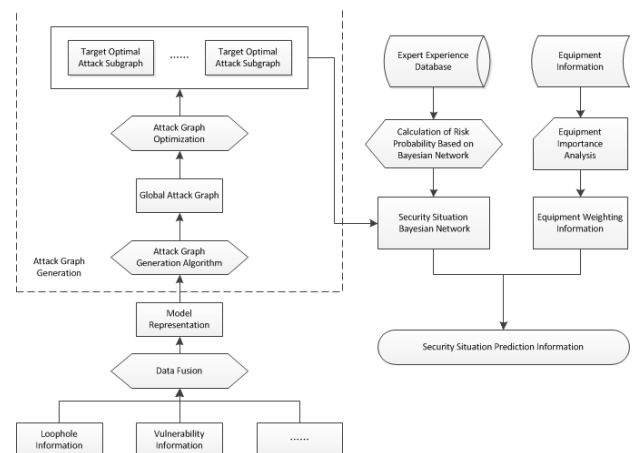 Target Optimal
Attack Subgraph
......
Target Optimal
Attack Subgraph
Attack Graph
Optimization
Global Attack Graph
Attack Graph
Generation Algorithm
Attack Graph
Generation
Model
Representation
Data Fusion
Loophole
Information
Vulnerability
Information
......
Expert Experience
Database
Calculation of Risk
Probability Based on
Bayesian Network
Security Situation
Bayesian Network
Equipment
Information
Equipment
Importance
Analysis
Equipment Weighting
Information
Security Situation Prediction Information